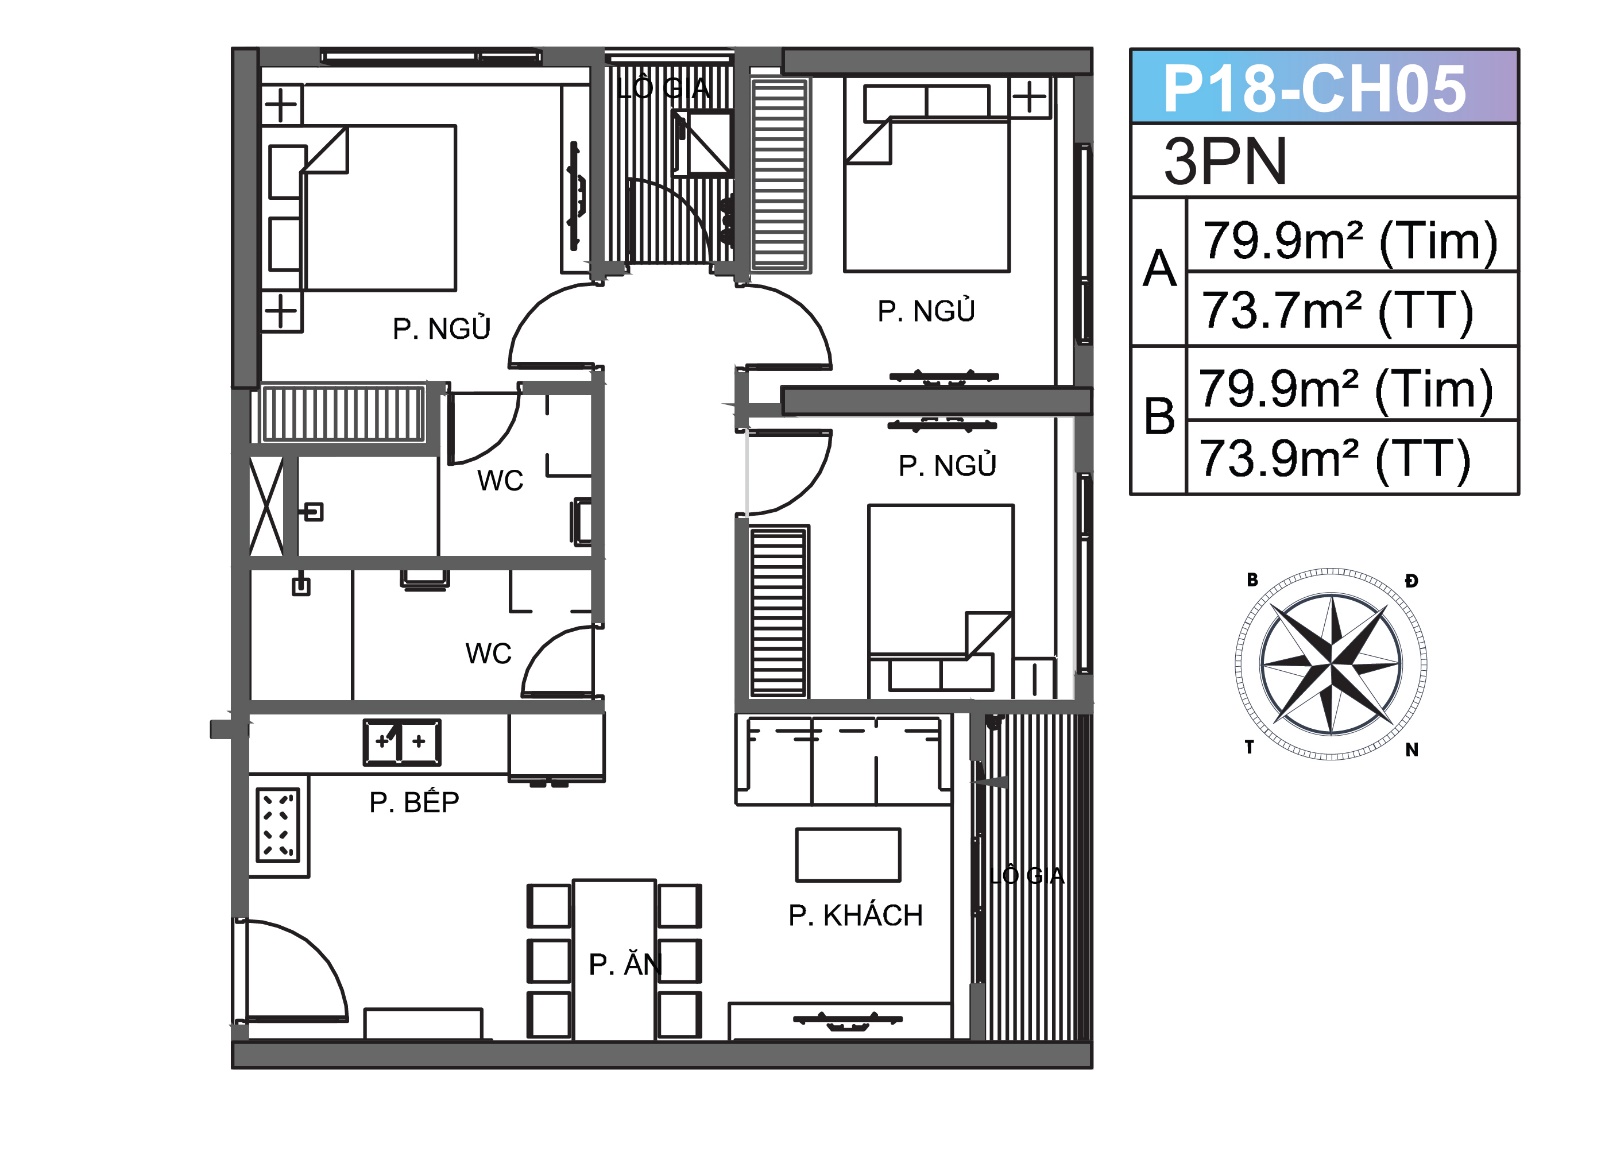 LÔ GIA
P. NGỦ
P. NGỦ
P. NGỦ
WC
WC
P. BẾP
P. KHÁCH
LÔ GIA
P. ĂN
P18-CH05
3PN
A
79.9m² (Tim)
73.7m² (TT)
B
79.9m² (Tim)
73.9m² (TT)
B
Đ
T
N